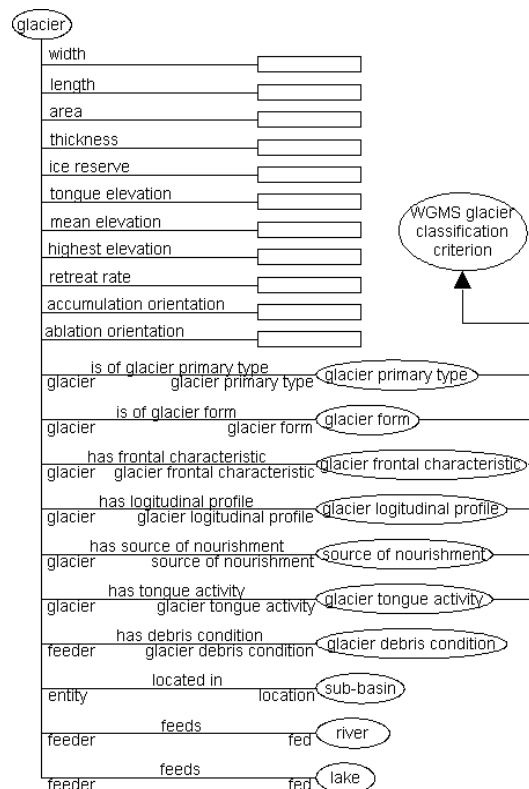 glacier
width
length
area
thickness
ice reserve
tongue elevation
mean elevation
highest elevation
retreat rate
accumulation orientation
ablation orientation
WGMS glacier
classification
criterion
is of glacier primary type
glacier glacier primary type glacier primary type
is of glacier form
glacier glacier form glacier form
has frontal characteristic
glacier glacier frontal characteristic glacier frontal characteristic
has logitudinal profile
glacier glacier logitudinal profile glacier logitudinal profile
has source of nourishment
glacier source of nourishment source of nourishment
has tongue activity
glacier glacier tongue activity glacier tongue activity
has debris condition
feeder glacier debris condition glacier debris condition
located in
entity location sub-basin
feeds
feeder fed river
feeds
feeder fed lake